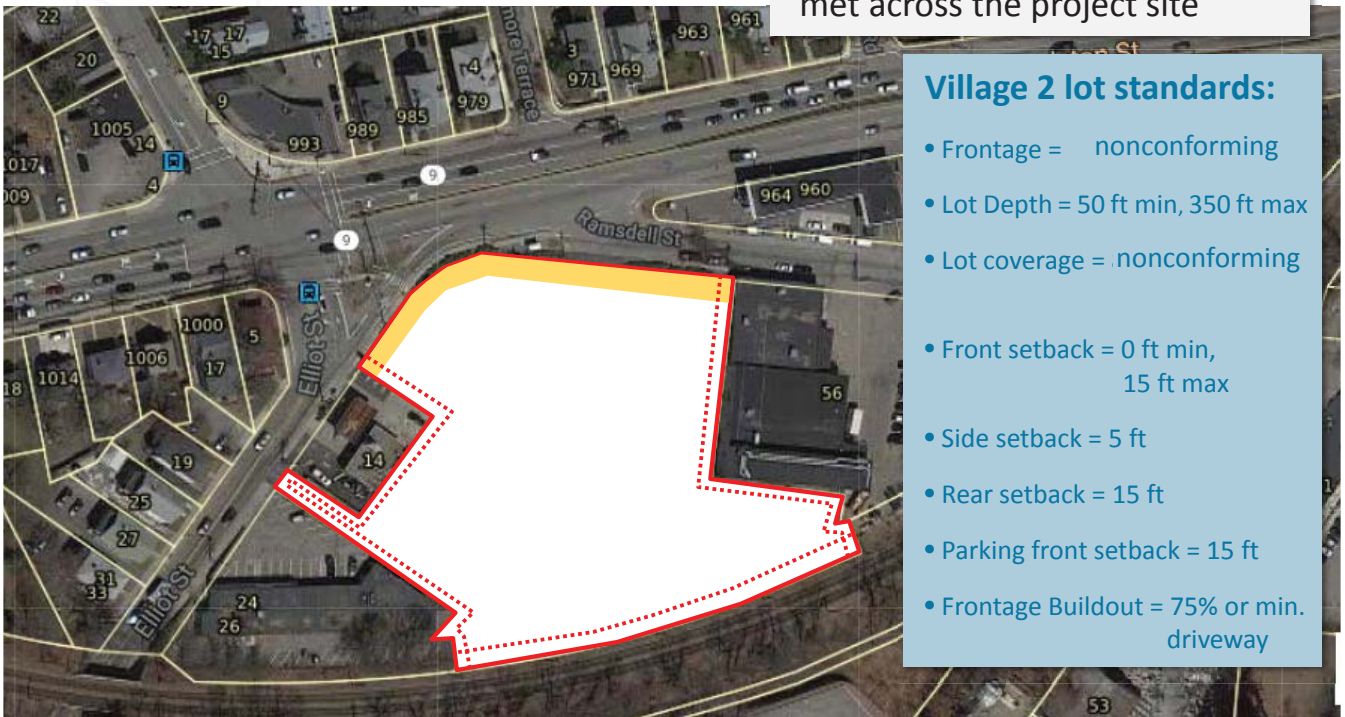 met across the project site
Village 2 lot standards:
• Frontage = nonconforming
• Lot Depth = 50 ft min, 350 ft max
• Lot coverage = nonconforming
• Front setback = 0 ft min,
15 ft max
• Side setback = 5 ft
• Rear setback = 15 ft
• Parking front setback = 15 ft
• Frontage Buildout = 75% or min.
driveway
22
17
17
15
20
9
1005
14
4
1017
009
993
989
985
4
979
more Terrace
3
971
969
963
961
Rd
9
9
964
960
Ramsdell St
Elliot St
1000
5
1006
17
1014
18
19
25
27
31
33
14
56
Elliot St
24
26
53